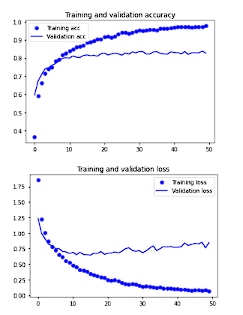 Training and validation accuracy
Training acc
Validation acc
1.0
0.9
0.8
0.7
0.6
0.5
0.4
0 10 20 30 40 50
Training and validation loss
Training loss
Validation loss
1.75
1.50
1.25
1.00
0.75
0.50
0.25
0.00
0 10 20 30 40 50